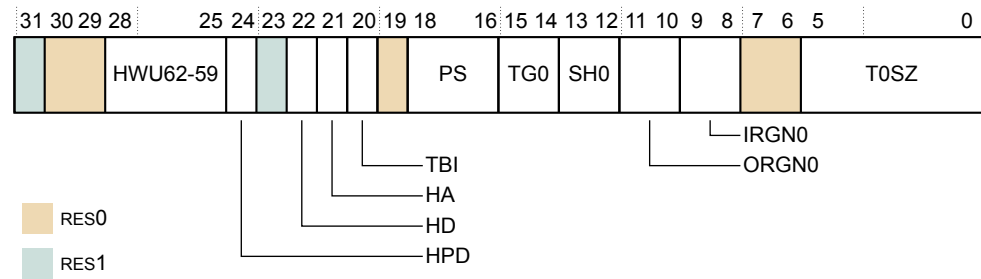 31 30 29 28 25 24 23 22 21 20 19 18 16 15 14 13 12 11 10 9 8 7 6 5 0
HWU62-59 PS TG0 SH0 T0SZ
IRGN0
TBI ORGN0
HA
RES0 HD
HPD
RES1